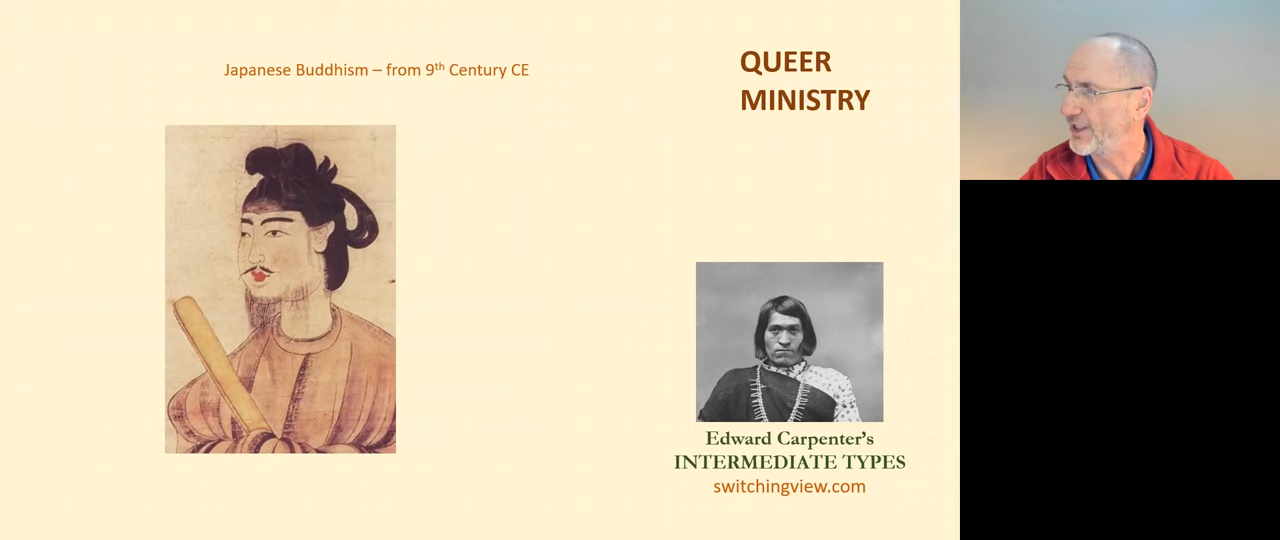 Japanese Buddhism – from 9th Century CE
QUEER
MINISTRY
Edward Carpenter’s
INTERMEDIATE TYPES
switchingview.com